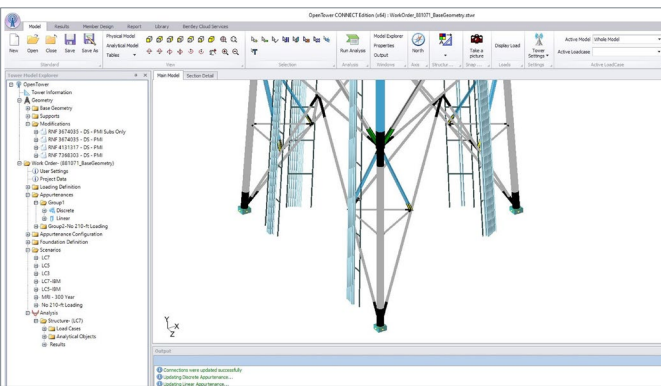 OpenTower CONNECT Edition (x64) : WorkOrder_881071_BaseGeometry.stwr
Model Results Member Design Report Library Bentley Cloud Services
New Open Close Save Save As
Physical Model
Analytical Model
Tables
Run Analysis
Model Explorer
Properties
Output
North
Take a picture
Display Load
Tower Settings
Active Model Whole Model
Active Loadcase
Standard View Selection Analysis Windows Axis Structur... Snap ... Loads Settings Active LoadCase
Tower Model Explorer
Main Model Section Detail
OpenTower
Tower Information
Geometry
Base Geometry
Supports
Modifications
RNF 3674035 - DS - PMI Subs Only
RNF 3674035 - DS - PMI
RNF 4131317 - DS - PMI
RNF 7368303 - DS - PMI
Work Order- (881071_BaseGeometry)
User Settings
Project Data
Loading Definition
Appurtenances
Group1
Discrete
Linear
Group2-No 210-ft Loading
Appurtenance Configuration
Foundation Definition
Scenarios
LC7
LC5
LC3
LC7-IBM
LC5-IBM
MRI - 300 Year
No 210-ft Loading
Analysis
Structure- (LC7)
Load Cases
Analytical Objects
Results
Y
X
Z
Output
Connections were updated successfully
Updating Discrete Appurtenance...
Updating Linear Appurtenance...